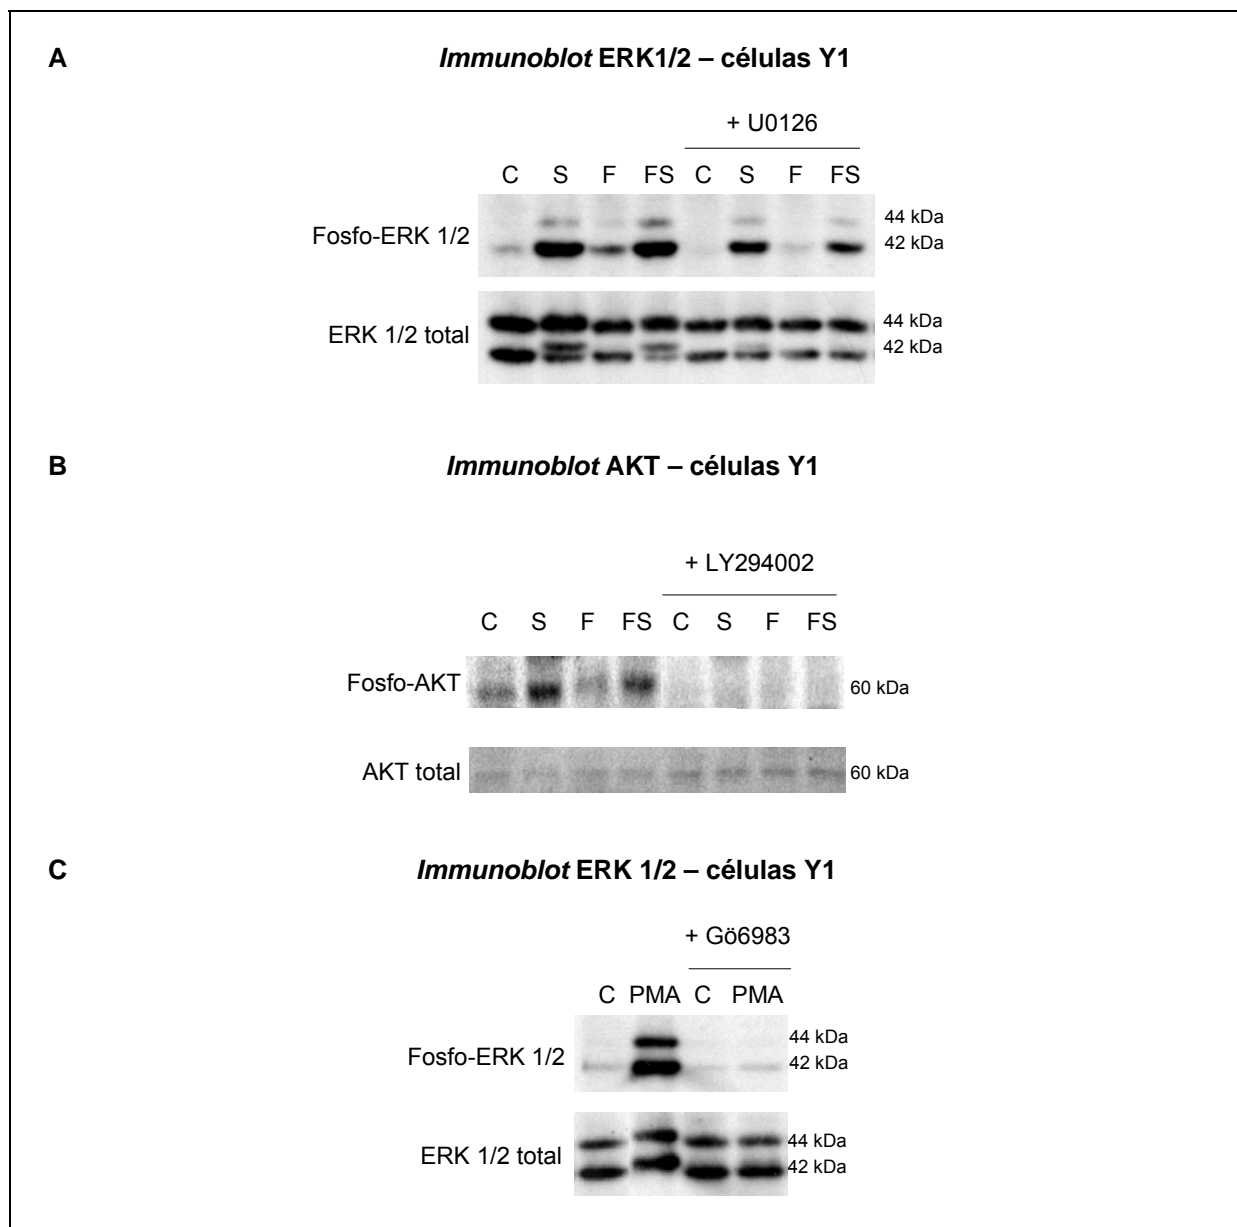 A
Immunoblot ERK1/2 – células Y1
+ U0126
C S F FS C S F FS
Fosfo-ERK 1/2
44 kDa
42 kDa
ERK 1/2 total
44 kDa
42 kDa
B
Immunoblot AKT – células Y1
+ LY294002
C S F FS C S F FS
Fosfo-AKT
60 kDa
AKT total
60 kDa
C
Immunoblot ERK 1/2 – células Y1
+ Gö6983
C PMA C PMA
Fosfo-ERK 1/2
44 kDa
42 kDa
ERK 1/2 total
44 kDa
42 kDa